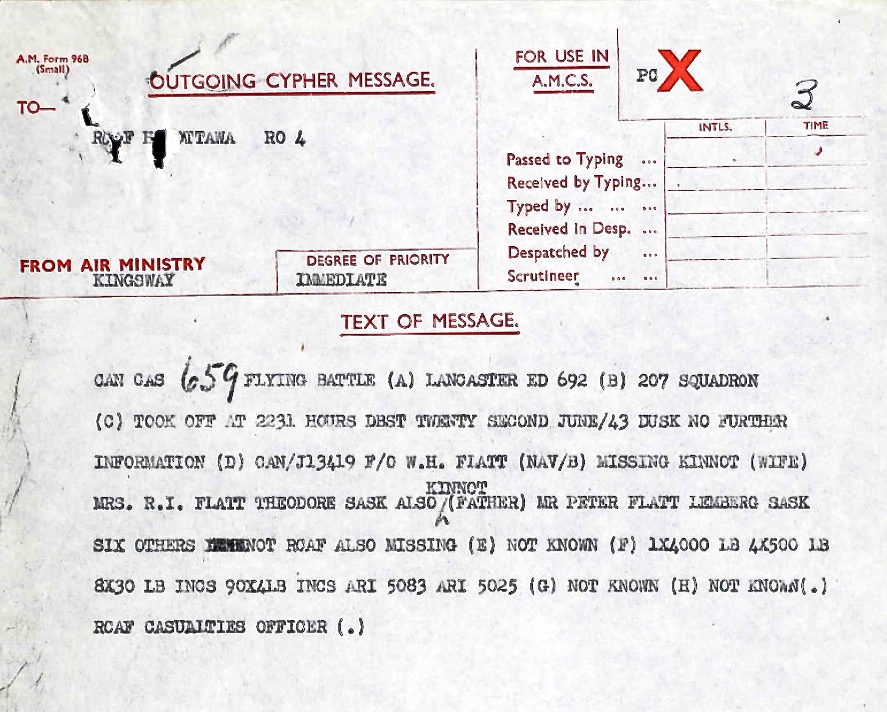 A.M. Form 96B
(Small)
OUTGOING CYPHER MESSAGE.
FOR USE IN
A.M.C.S.
PC X
3
TO—
OTTAWA RO 4
INTLS. TIME
Passed to Typing ...
Received by Typing...
Typed by ... ... ...
Received in Desp. ...
Despatched by ...
Scrutineer ... ...
FROM AIR MINISTRY
KINGSWAY
DEGREE OF PRIORITY
IMMEDIATE
TEXT OF MESSAGE.
CAN CAS 659 FLYING BATTLE (A) LANCASTER ED 692 (B) 207 SQUADRON
(C) TOOK OFF AT 2231 HOURS DBST TWENTY SECOND JUNE/43 DUSK NO FURTHER
INFORMATION (D) CAN/J13419 F/O W.H. FLATT (NAV/B) MISSING KINNOT (WIFE)
KINNOT
MRS. R.I. FLATT THEODORE SASK ALSO/(FATHER) MR PETER FLATT LEMBERG SASK
SIX OTHERS NOT RCAF ALSO MISSING (E) NOT KNOWN (F) 1X4000 LB 4X500 LB
8X30 LB INCS 90X4LB INCS ARI 5083 ARI 5025 (G) NOT KNOWN (H) NOT KNOWN(.)
RCAF CASUALTIES OFFICER (.)